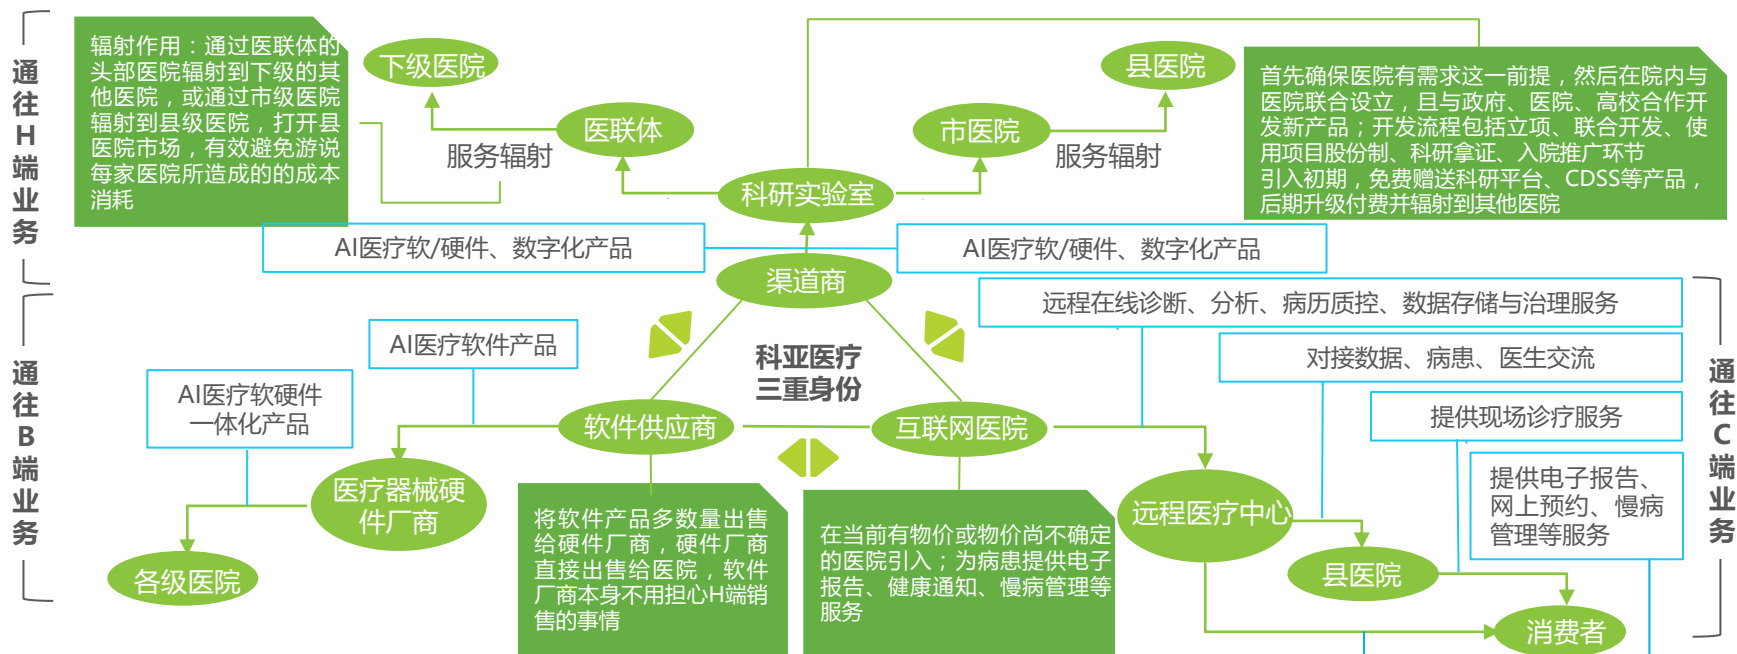 通往H端业务
辐射作用：通过医联体的
头部医院辐射到下级的其
他医院，或通过市级医院
辐射到县级医院，打开县
医院市场，有效避免游说
每家医院所造成的的成本
消耗
下级医院
医联体
服务辐射
科研实验室
市医院
县医院
服务辐射
首先确保医院有需求这一前提，然后在院内与
医院联合设立，且与政府、医院、高校合作开
发新产品；开发流程包括立项、联合开发、使
用项目股份制、科研拿证、入院推广环节
引入初期，免费赠送科研平台、CDSS等产品，
后期升级付费并辐射到其他医院
AI医疗软/硬件、数字化产品
AI医疗软/硬件、数字化产品
渠道商
科亚医疗
三重身份
通往B端业务
AI医疗软件产品
AI医疗软硬件
一体化产品
软件供应商
医疗器械硬
件厂商
各级医院
将软件产品多数量出售
给硬件厂商，硬件厂商
直接出售给医院，软件
厂商本身不用担心H端销
售的事情
互联网医院
在当前有物价或物价尚不确定
的医院引入；为病患提供电子
报告、健康通知、慢病管理等
服务
远程在线诊断、分析、病历质控、数据存储与治理服务
对接数据、病患、医生交流
提供现场诊疗服务
提供电子报告、
网上预约、慢病
管理等服务
远程医疗中心
县医院
消费者
通往C端业务